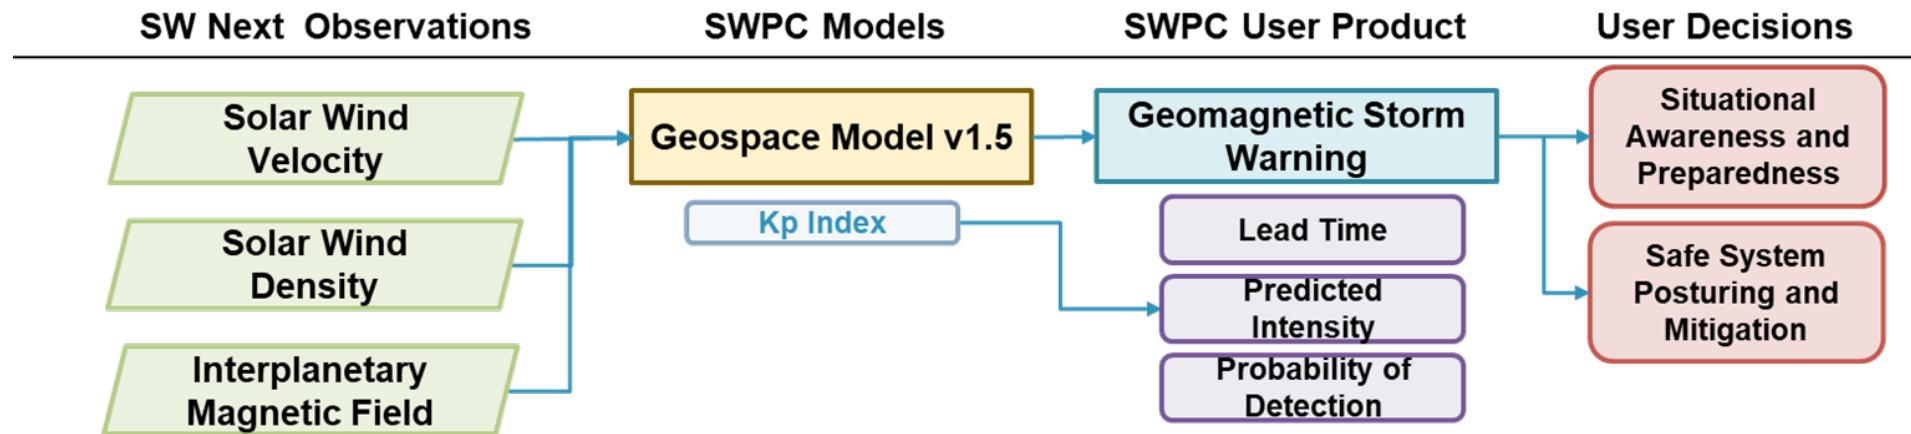 SW Next Observations
SWPC Models
SWPC User Product
User Decisions
Solar Wind
Velocity
Solar Wind
Density
Interplanetary
Magnetic Field
Geospace Model v1.5
Kp Index
Geomagnetic Storm
Warning
Lead Time
Predicted
Intensity
Probability of
Detection
Situational
Awareness and
Preparedness
Safe System
Posturing and
Mitigation